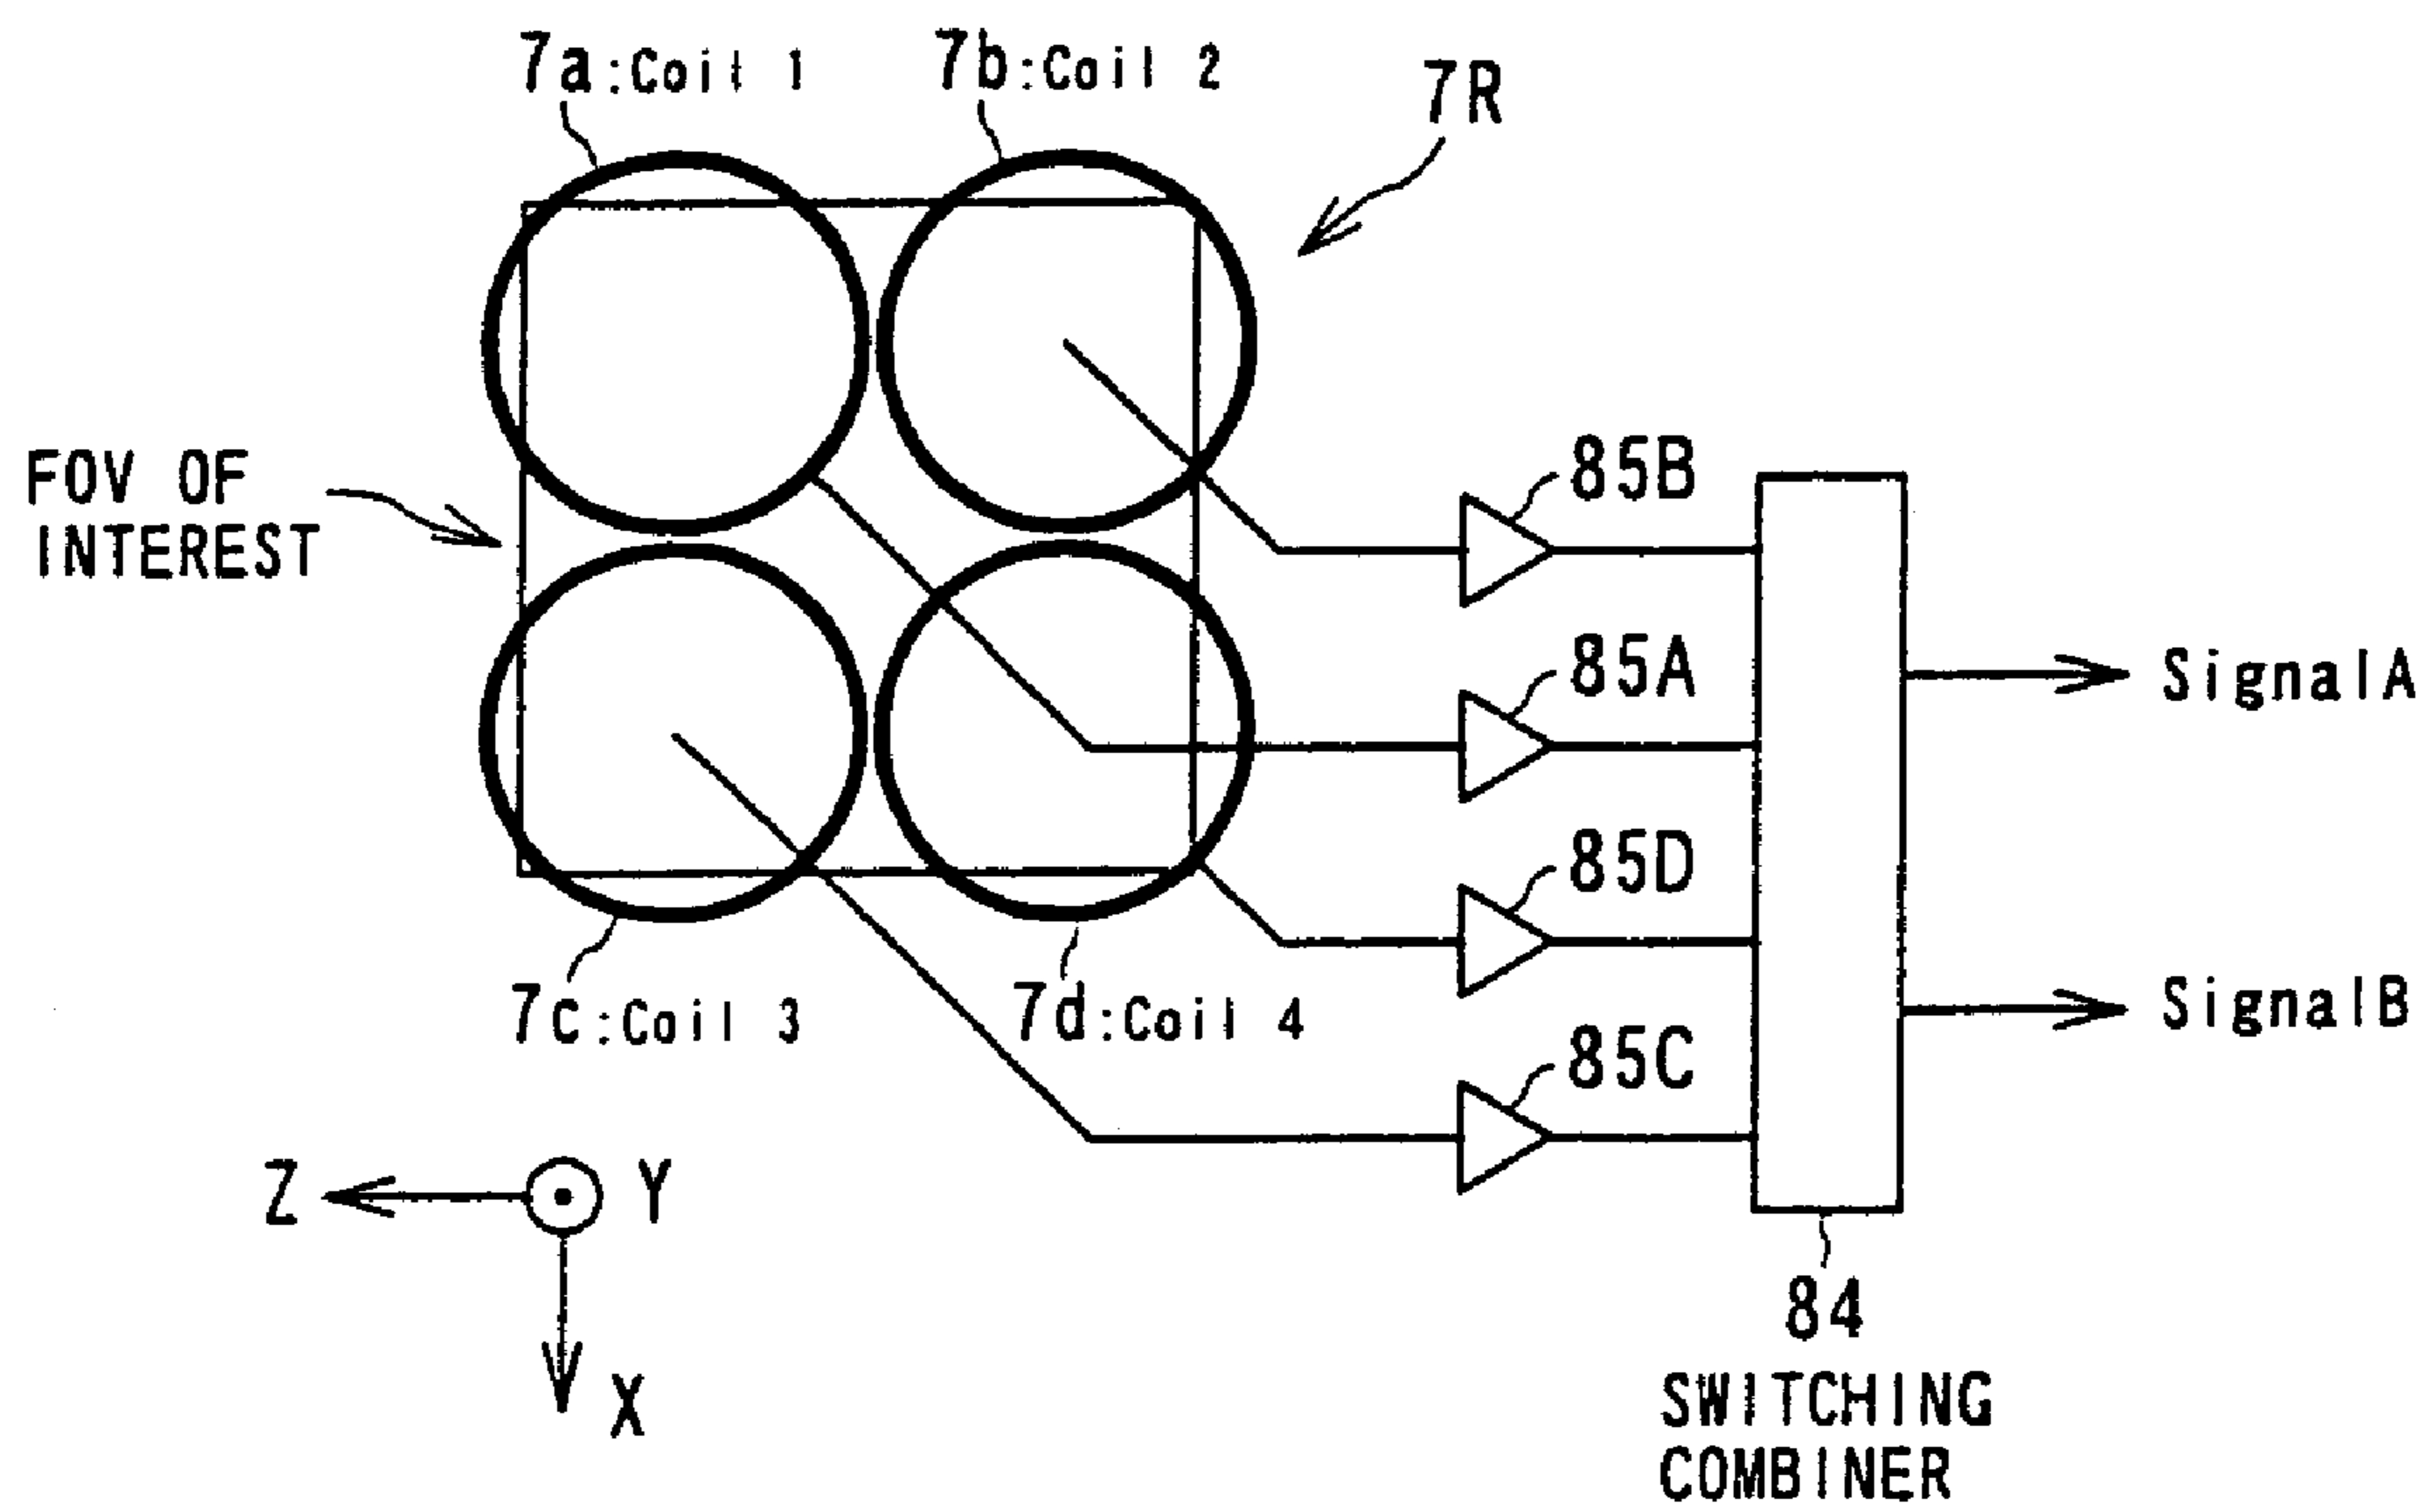 7a:Coil 1
7b:Coil 2
7R
FOV OF
INTEREST
85B
85A
SignalA
85D
SignalB
7c:Coil 3
7d:Coil 4
85C
Z
Y
X
84
SWITCHING
COMBINER